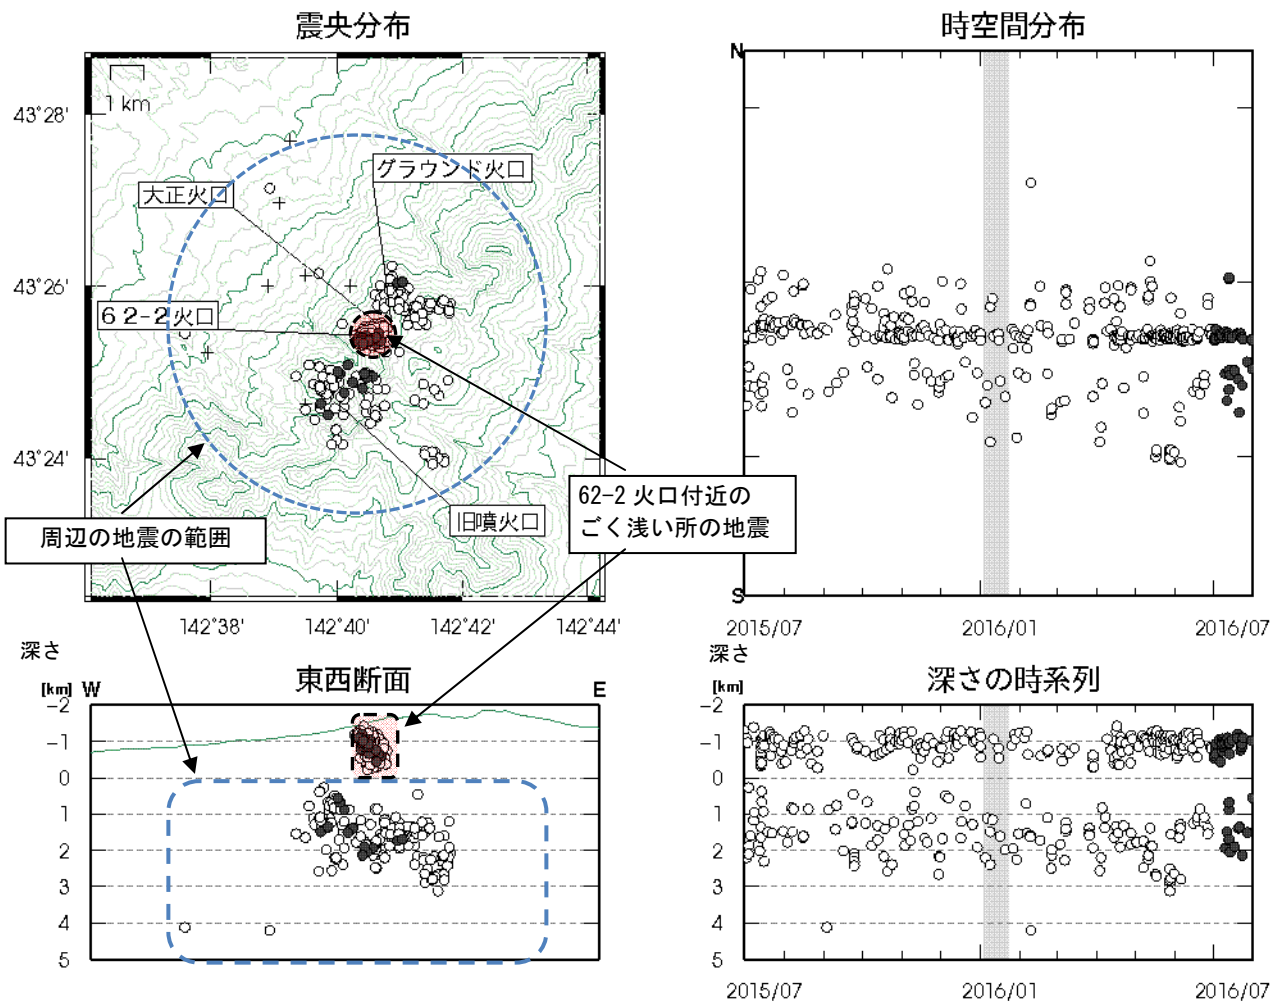 震央分布
時空間分布
1 km
43°28'
43°26'
43°24'
グラウンド火口
大正火口
62-2火口
旧噴火口
62-2 火口付近の
ごく浅い所の地震
周辺の地震の範囲
142°38'
142°40'
142°42'
142°44'
N
S
2015/07
2016/01
2016/07
深さ
[km]
W
東西断面
E
-2
-1
0
1
2
3
4
5
深さ
[km]
深さの時系列
-2
-1
0
1
2
3
4
5
2015/07
2016/01
2016/07